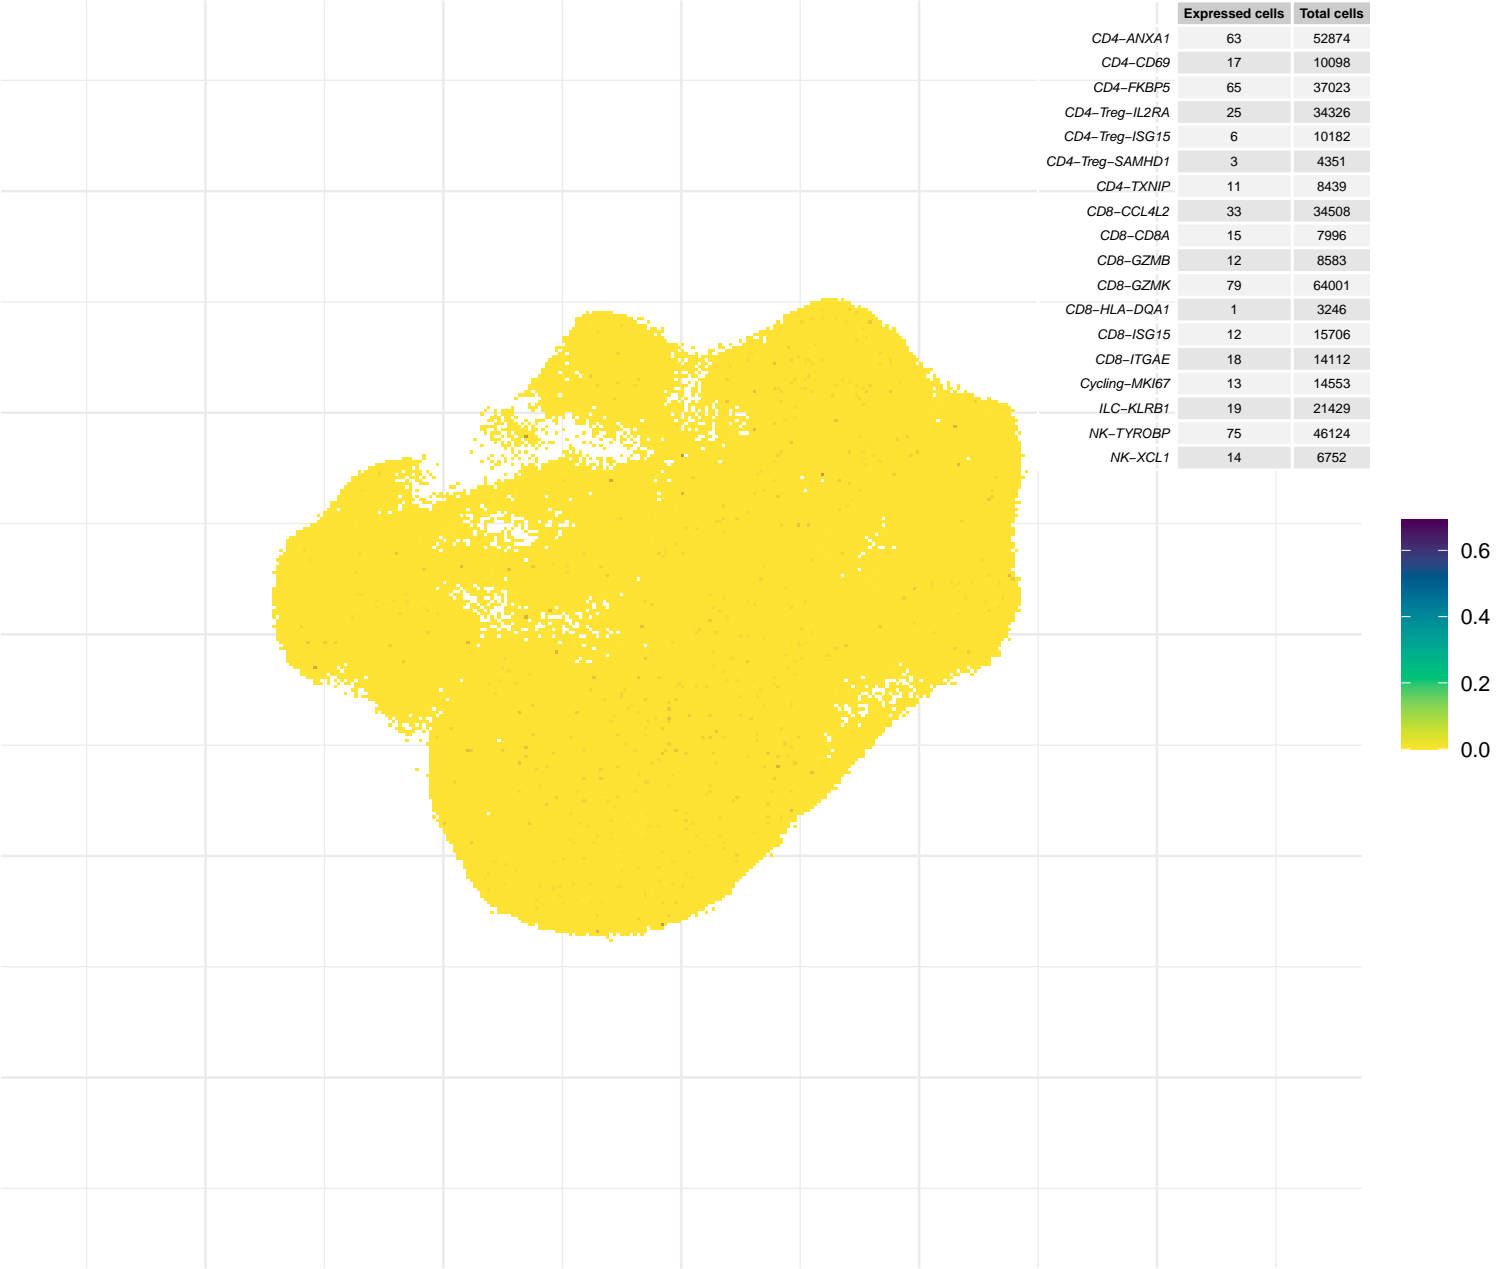 Expressed cells Total cells
CD4−ANXA1 63 52874
CD4−CD69 17 10098
CD4−FKBP5 65 37023
CD4−Treg−IL2RA 25 34326
CD4−Treg−ISG15 6 10182
CD4−Treg−SAMHD1 3 4351
CD4−TXNIP 11 8439
CD8−CCL4L2 33 34508
CD8−CD8A 15 7996
CD8−GZMB 12 8583
CD8−GZMK 79 64001
CD8−HLA−DQA1 1 3246
CD8−ISG15 12 15706
CD8−ITGAE 18 14112
Cycling−MKI67 13 14553
ILC−KLRB1 19 21429
NK−TYROBP 75 46124
NK−XCL1 14 6752
0.6
0.4
0.2
0.0